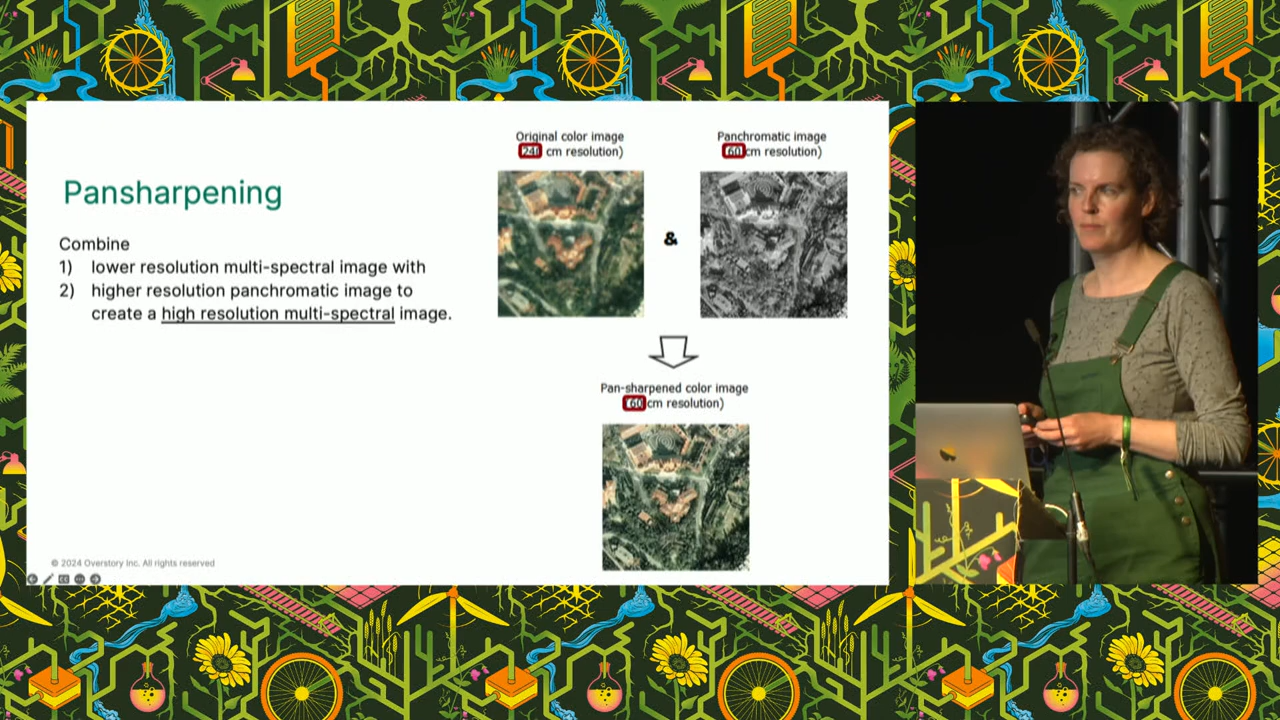 Pansharpening
Combine
1) lower resolution multi-spectral image with
2) higher resolution panchromatic image to
create a high resolution multi-spectral image.
Original color image
cm resolution)
Panchromatic image
60 cm resolution)
&
Pan-sharpened color image
60 cm resolution)
© 2024 Overstory Inc. All rights reserved